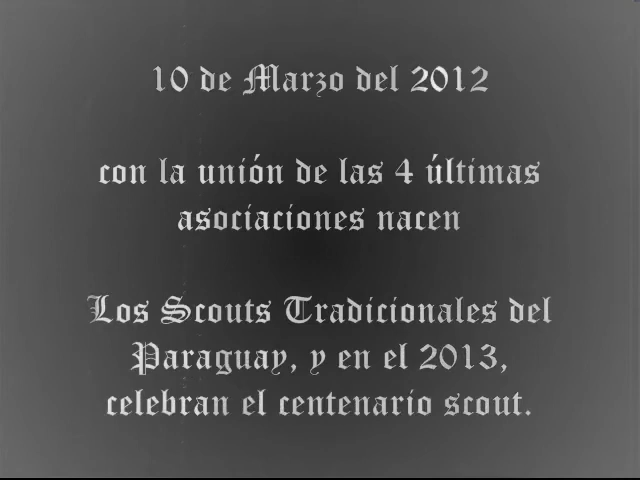 10 de Marzo del 2012
con la unión de las 4 últimas
asociaciones nacen
Los Scouts Tradicionales del
Paraguay, y en el 2013,
celebran el centenario scout.